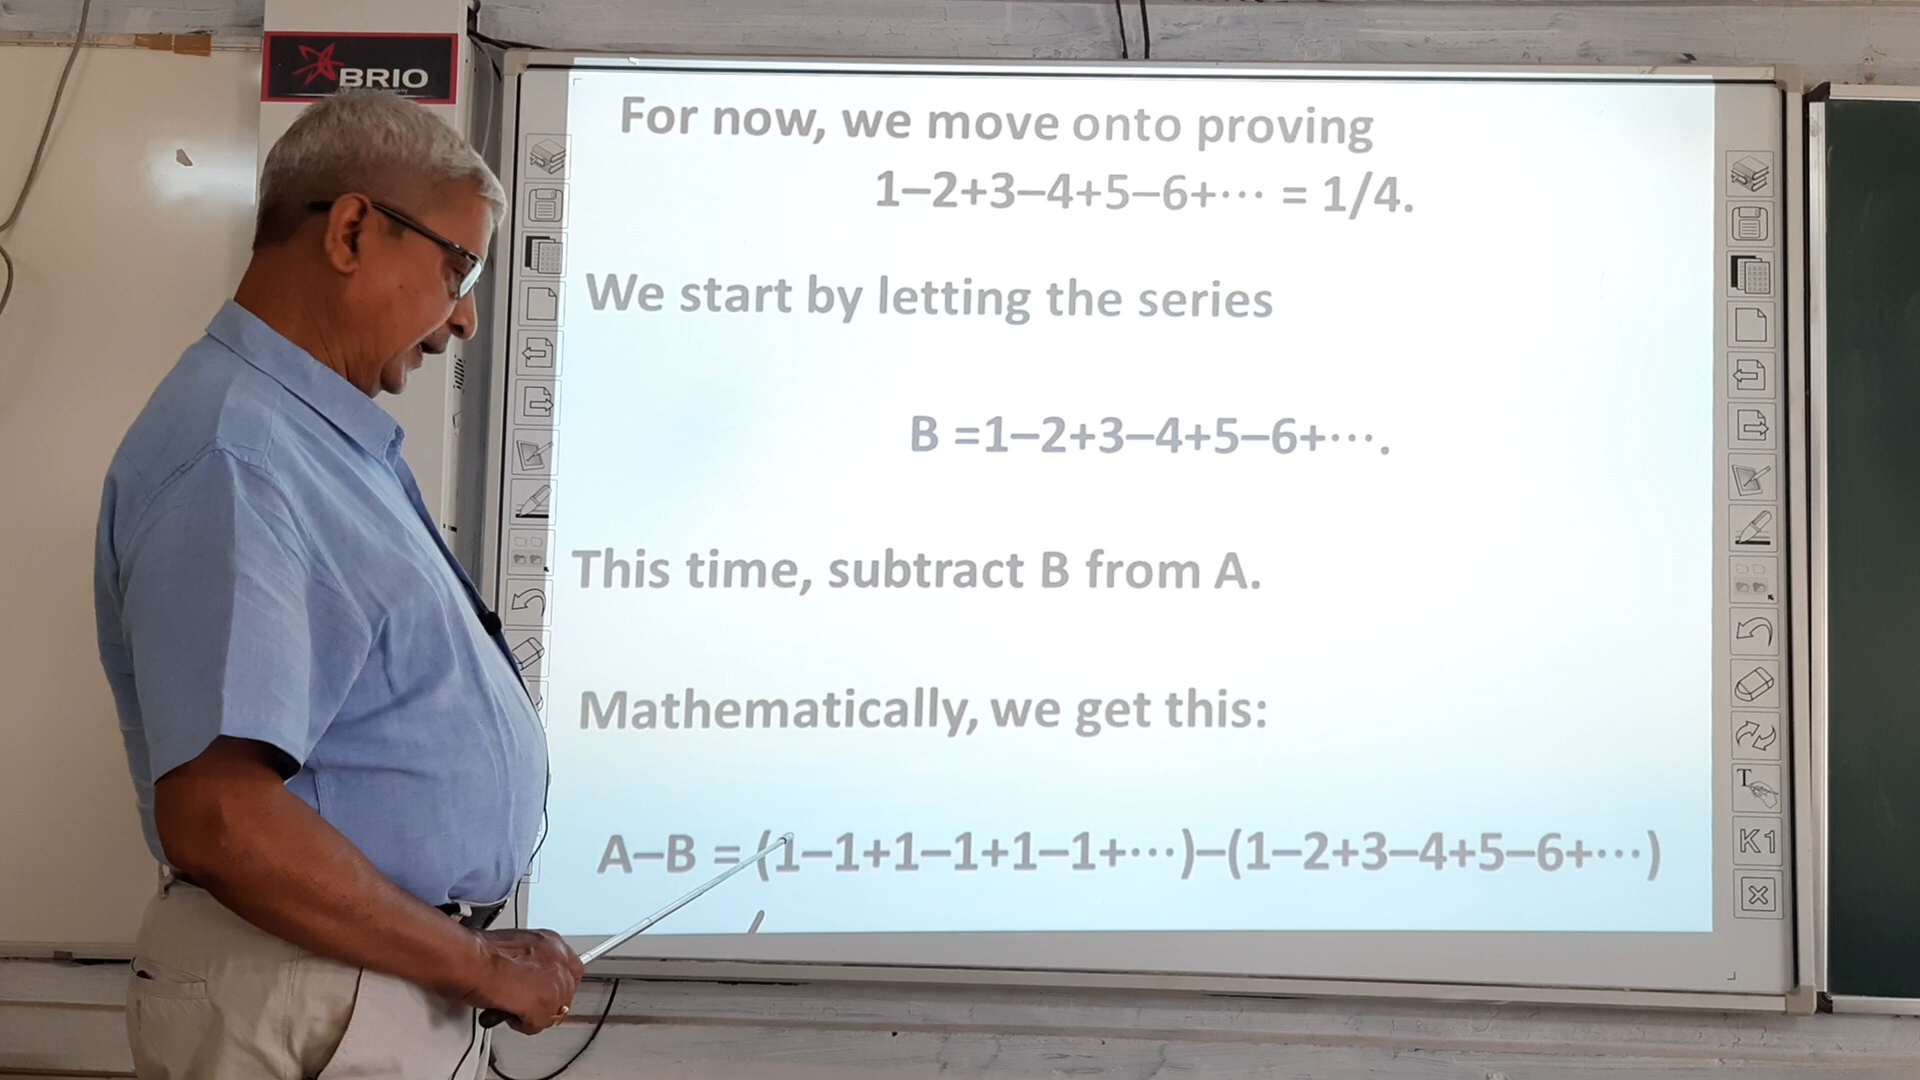 BRIO
For now, we move onto proving
1–2+3–4+5–6+··· = 1/4.
We start by letting the series
B =1–2+3–4+5–6+···.
This time, subtract B from A.
Mathematically, we get this:
A–B = (1–1+1–1+1–1+···)–(1–2+3–4+5–6+···)
T
K1